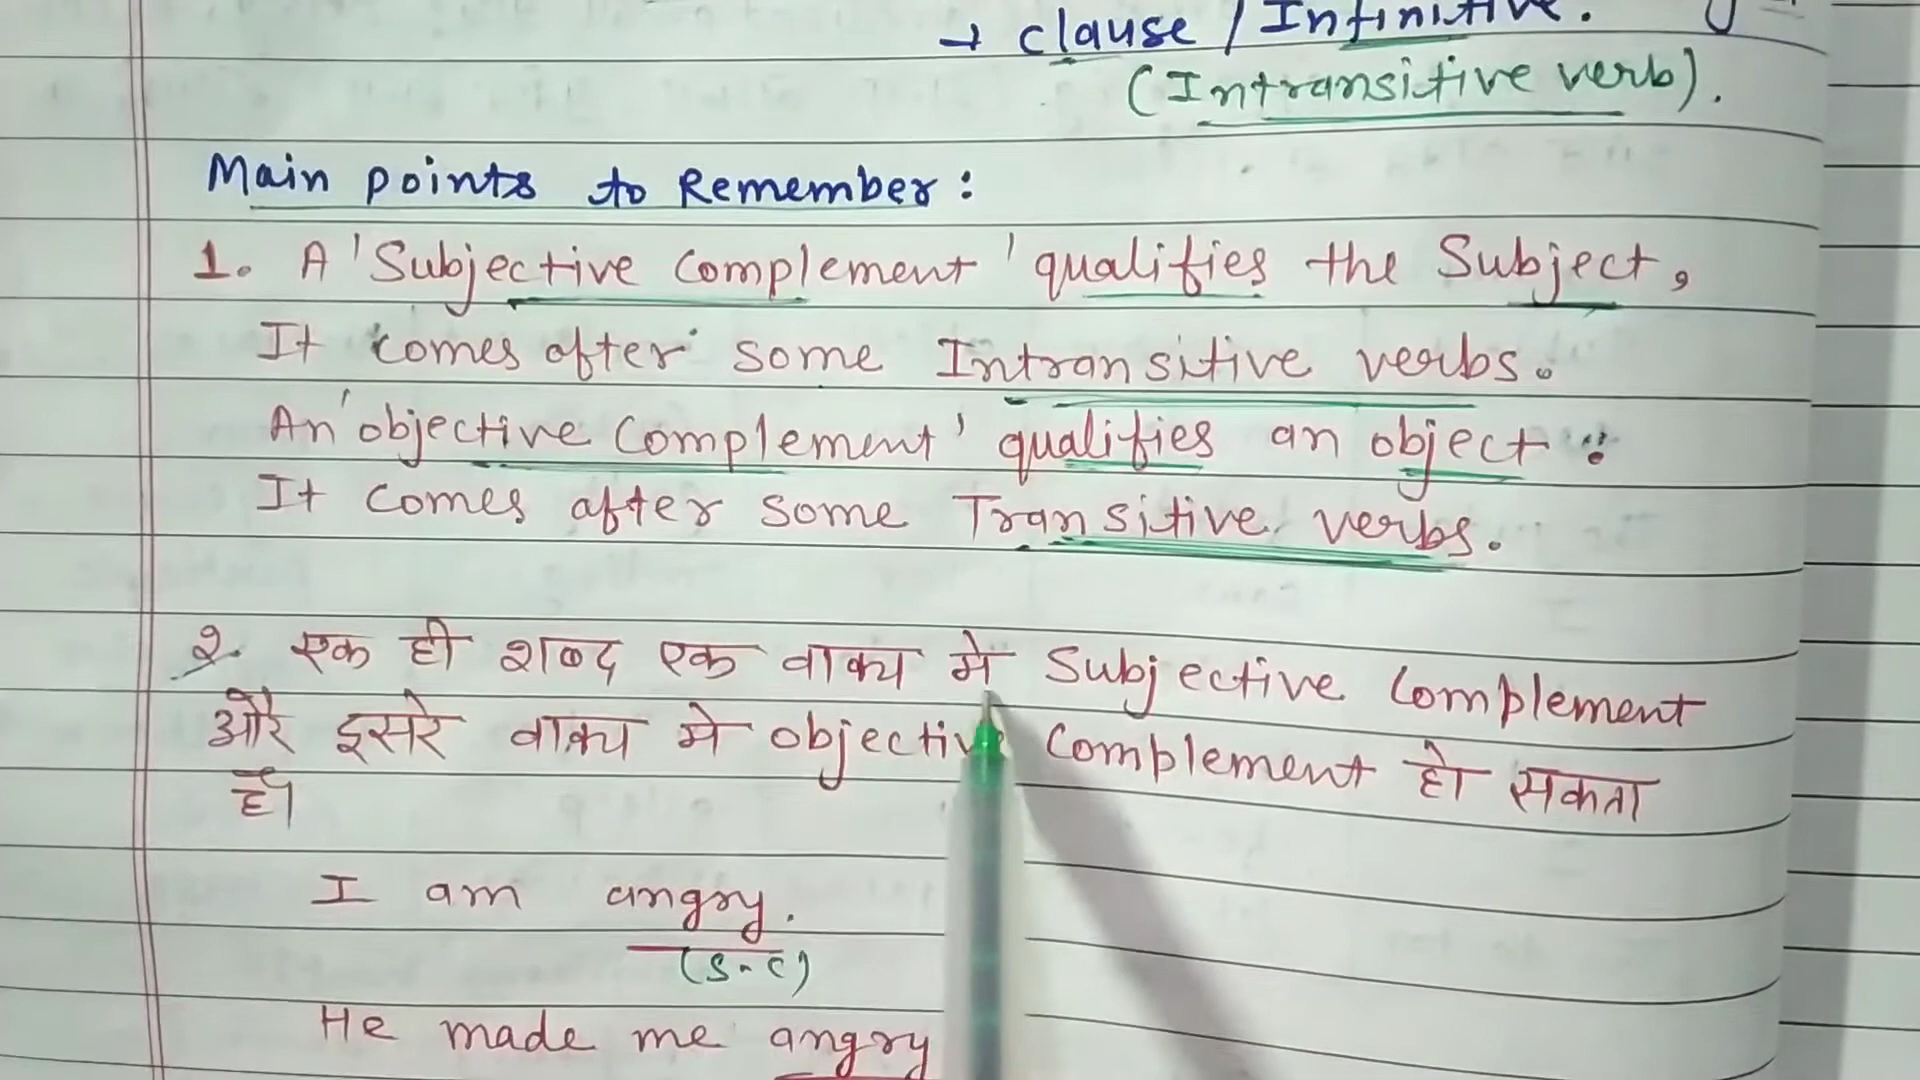 → clause / Infinitive.
(Intransitive verb).
Main points to Remember :
1. A 'Subjective Complement' qualifies the Subject,
It comes after some Intransitive verbs.
An 'objective Complement' qualifies an object :
It comes after some Transitive verbs.
2. एक ही शब्द एक वाक्य मे Subjective Complement
और दुसरे वाक्य मे objective Complement हो सकता
है।
I am angry.
(S.C)
He made me angry